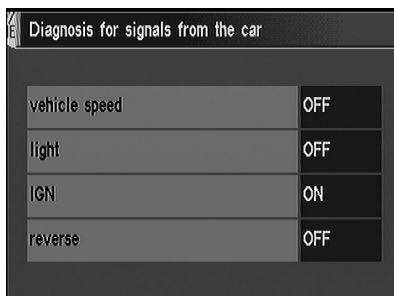 Diagnosis for signals from the car
vehicle speed OFF
light OFF
IGN ON
reverse OFF